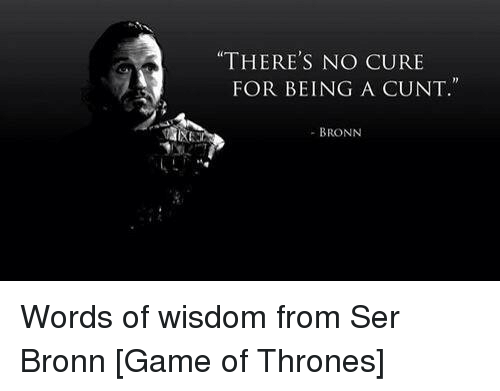 “THERE’S NO CURE
FOR BEING A CUNT.”
- BRONN
Words of wisdom from Ser
Bronn [Game of Thrones]